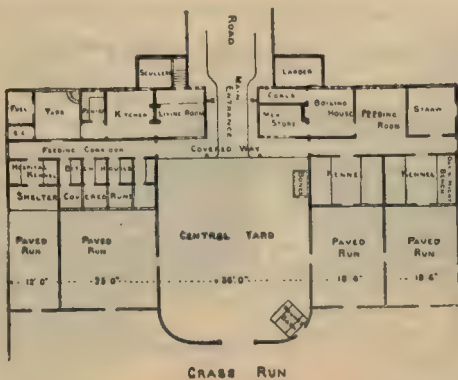 ROAD
MAIN
ENTRANCE
SCULLERY
LARDER
FUEL
YARD
KITCHEN
LIVING ROOM
COALS
STORE
BOILING
HOUSE
FEEDING
ROOM
STRAW
FEEDING CORRIDOR
COVERED WAY
HOSPITAL
KENNEL
BITCH HOUSES
SHELTER
COVERED RUNS
BONES
KENNEL
KENNEL
BENCH
PAVED
RUN
PAVED
RUN
CENTRAL YARD
PAVED
RUN
PAVED
RUN
12'0"
25'0"
36'0"
18'6"
18'6"
GRASS RUN